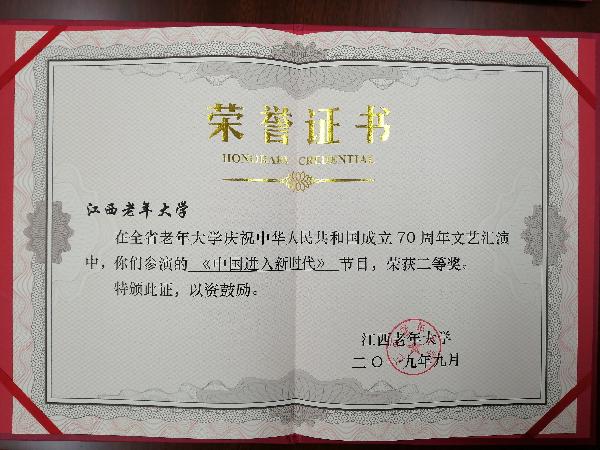 荣誉证书
HONORARY CREDENTIAL
江西老年大学
在全省老年大学庆祝中华人民共和国成立70周年文艺汇演
中，你们参演的《中国进入新时代》节目，荣获二等奖。
特颁此证，以资鼓励。
江西老年大学
二〇一九年九月